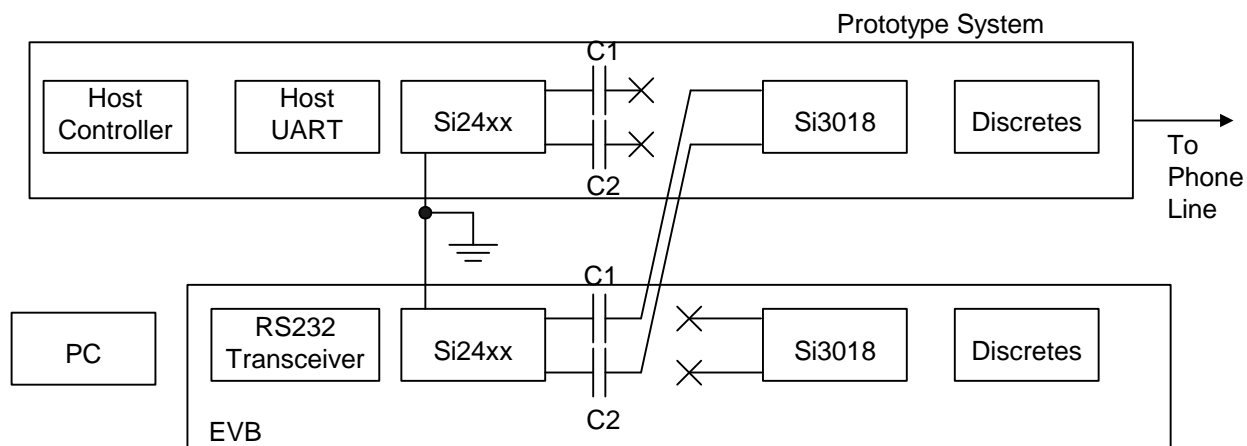 Prototype System
C1
Host
Controller
Host
UART
Si24xx
Si3018
Discretes
C2
To
Phone
Line
C1
PC
RS232
Transceiver
Si24xx
Si3018
Discretes
C2
EVB